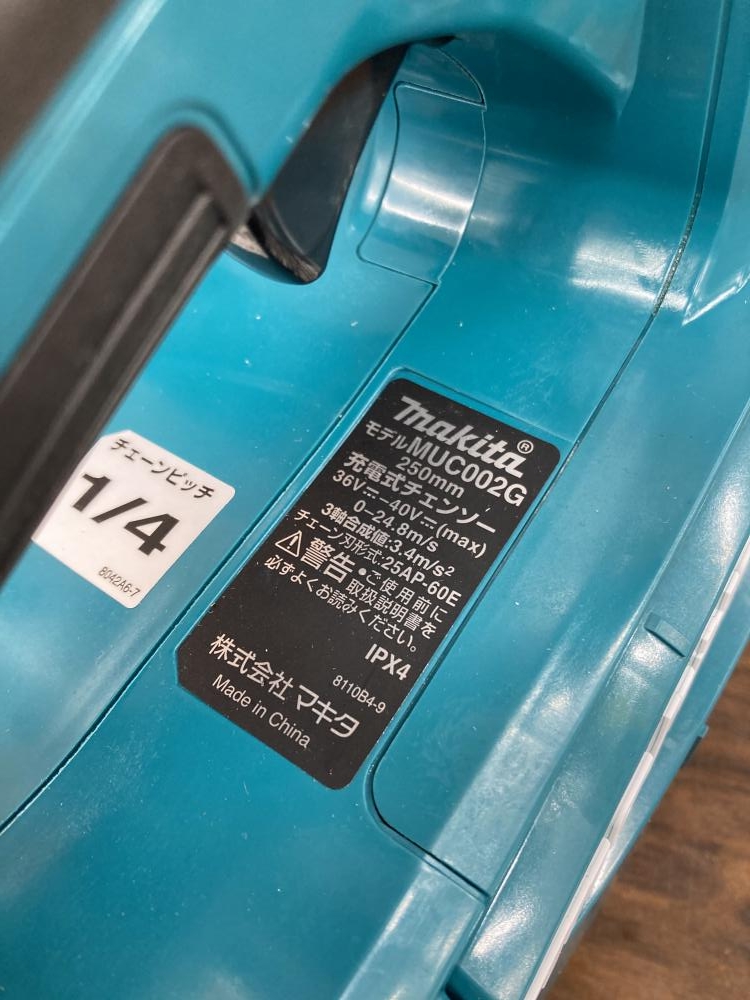 makita®
モデルMUC002G
250mm
充電式チェンソー
36V⎓-40V⎓(max)
0-24.8m/s
3軸合成値:3.4m/s²
チェーン刃形式:25AP-60E
⚠警告・ご使用前に
取扱説明書を
必ずよくお読みください。
IPX4
8110B4-9
株式会社マキタ
Made in China
チェーンピッチ
1/4
8042A6-7